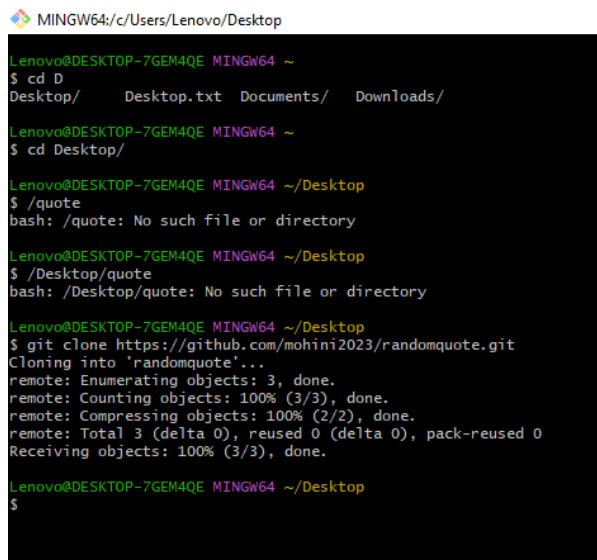 MINGW64:/c/Users/Lenovo/Desktop
Lenovo@DESKTOP-7GEM4QE MINGW64 ~
$ cd D
Desktop/     Desktop.txt  Documents/   Downloads/
Lenovo@DESKTOP-7GEM4QE MINGW64 ~
$ cd Desktop/
Lenovo@DESKTOP-7GEM4QE MINGW64 ~/Desktop
$ /quote
bash: /quote: No such file or directory
Lenovo@DESKTOP-7GEM4QE MINGW64 ~/Desktop
$ /Desktop/quote
bash: /Desktop/quote: No such file or directory
Lenovo@DESKTOP-7GEM4QE MINGW64 ~/Desktop
$ git clone https://github.com/mohini2023/randomquote.git
Cloning into 'randomquote'...
remote: Enumerating objects: 3, done.
remote: Counting objects: 100% (3/3), done.
remote: Compressing objects: 100% (2/2), done.
remote: Total 3 (delta 0), reused 0 (delta 0), pack-reused 0
Receiving objects: 100% (3/3), done.
Lenovo@DESKTOP-7GEM4QE MINGW64 ~/Desktop
$